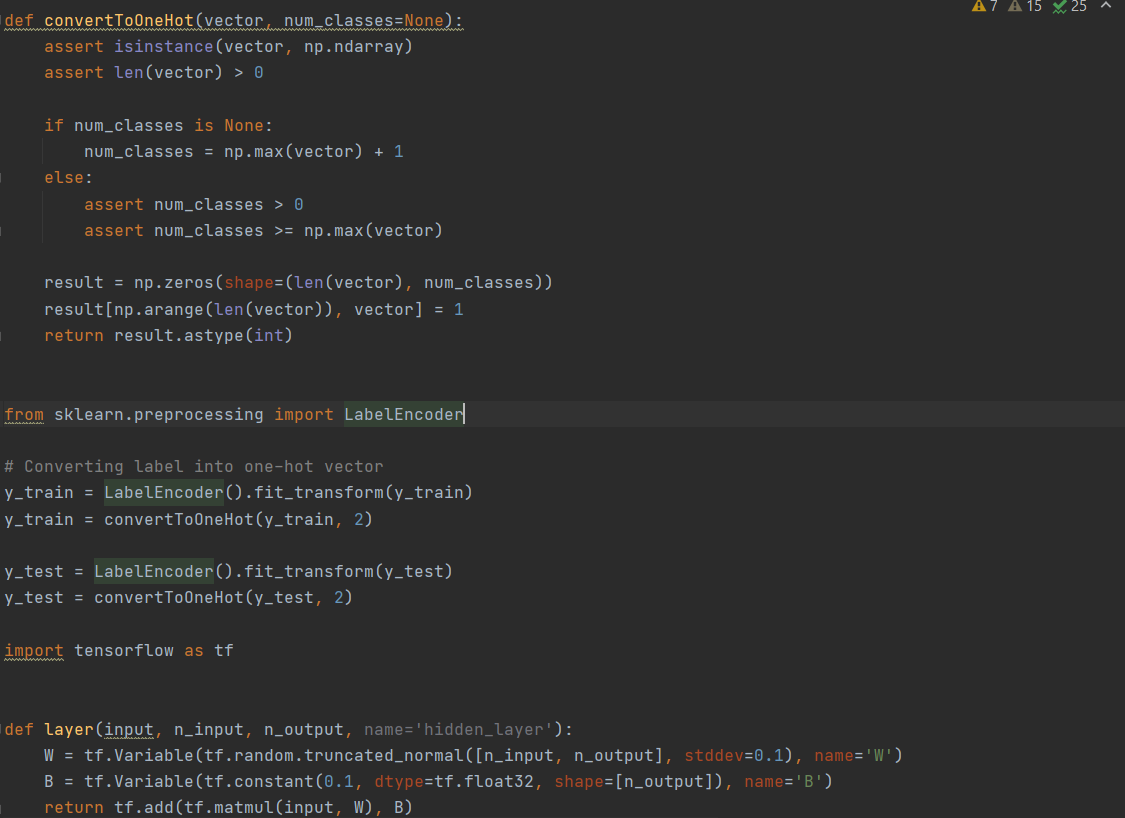 7 15 25
def convertToOneHot(vector, num_classes=None):
    assert isinstance(vector, np.ndarray)
    assert len(vector) > 0
    if num_classes is None:
        num_classes = np.max(vector) + 1
    else:
        assert num_classes > 0
        assert num_classes >= np.max(vector)
    result = np.zeros(shape=(len(vector), num_classes))
    result[np.arange(len(vector)), vector] = 1
    return result.astype(int)
from sklearn.preprocessing import LabelEncoder
# Converting label into one-hot vector
y_train = LabelEncoder().fit_transform(y_train)
y_train = convertToOneHot(y_train, 2)
y_test = LabelEncoder().fit_transform(y_test)
y_test = convertToOneHot(y_test, 2)
import tensorflow as tf
def layer(input, n_input, n_output, name='hidden_layer'):
    W = tf.Variable(tf.random.truncated_normal([n_input, n_output], stddev=0.1), name='W')
    B = tf.Variable(tf.constant(0.1, dtype=tf.float32, shape=[n_output]), name='B')
    return tf.add(tf.matmul(input, W), B)